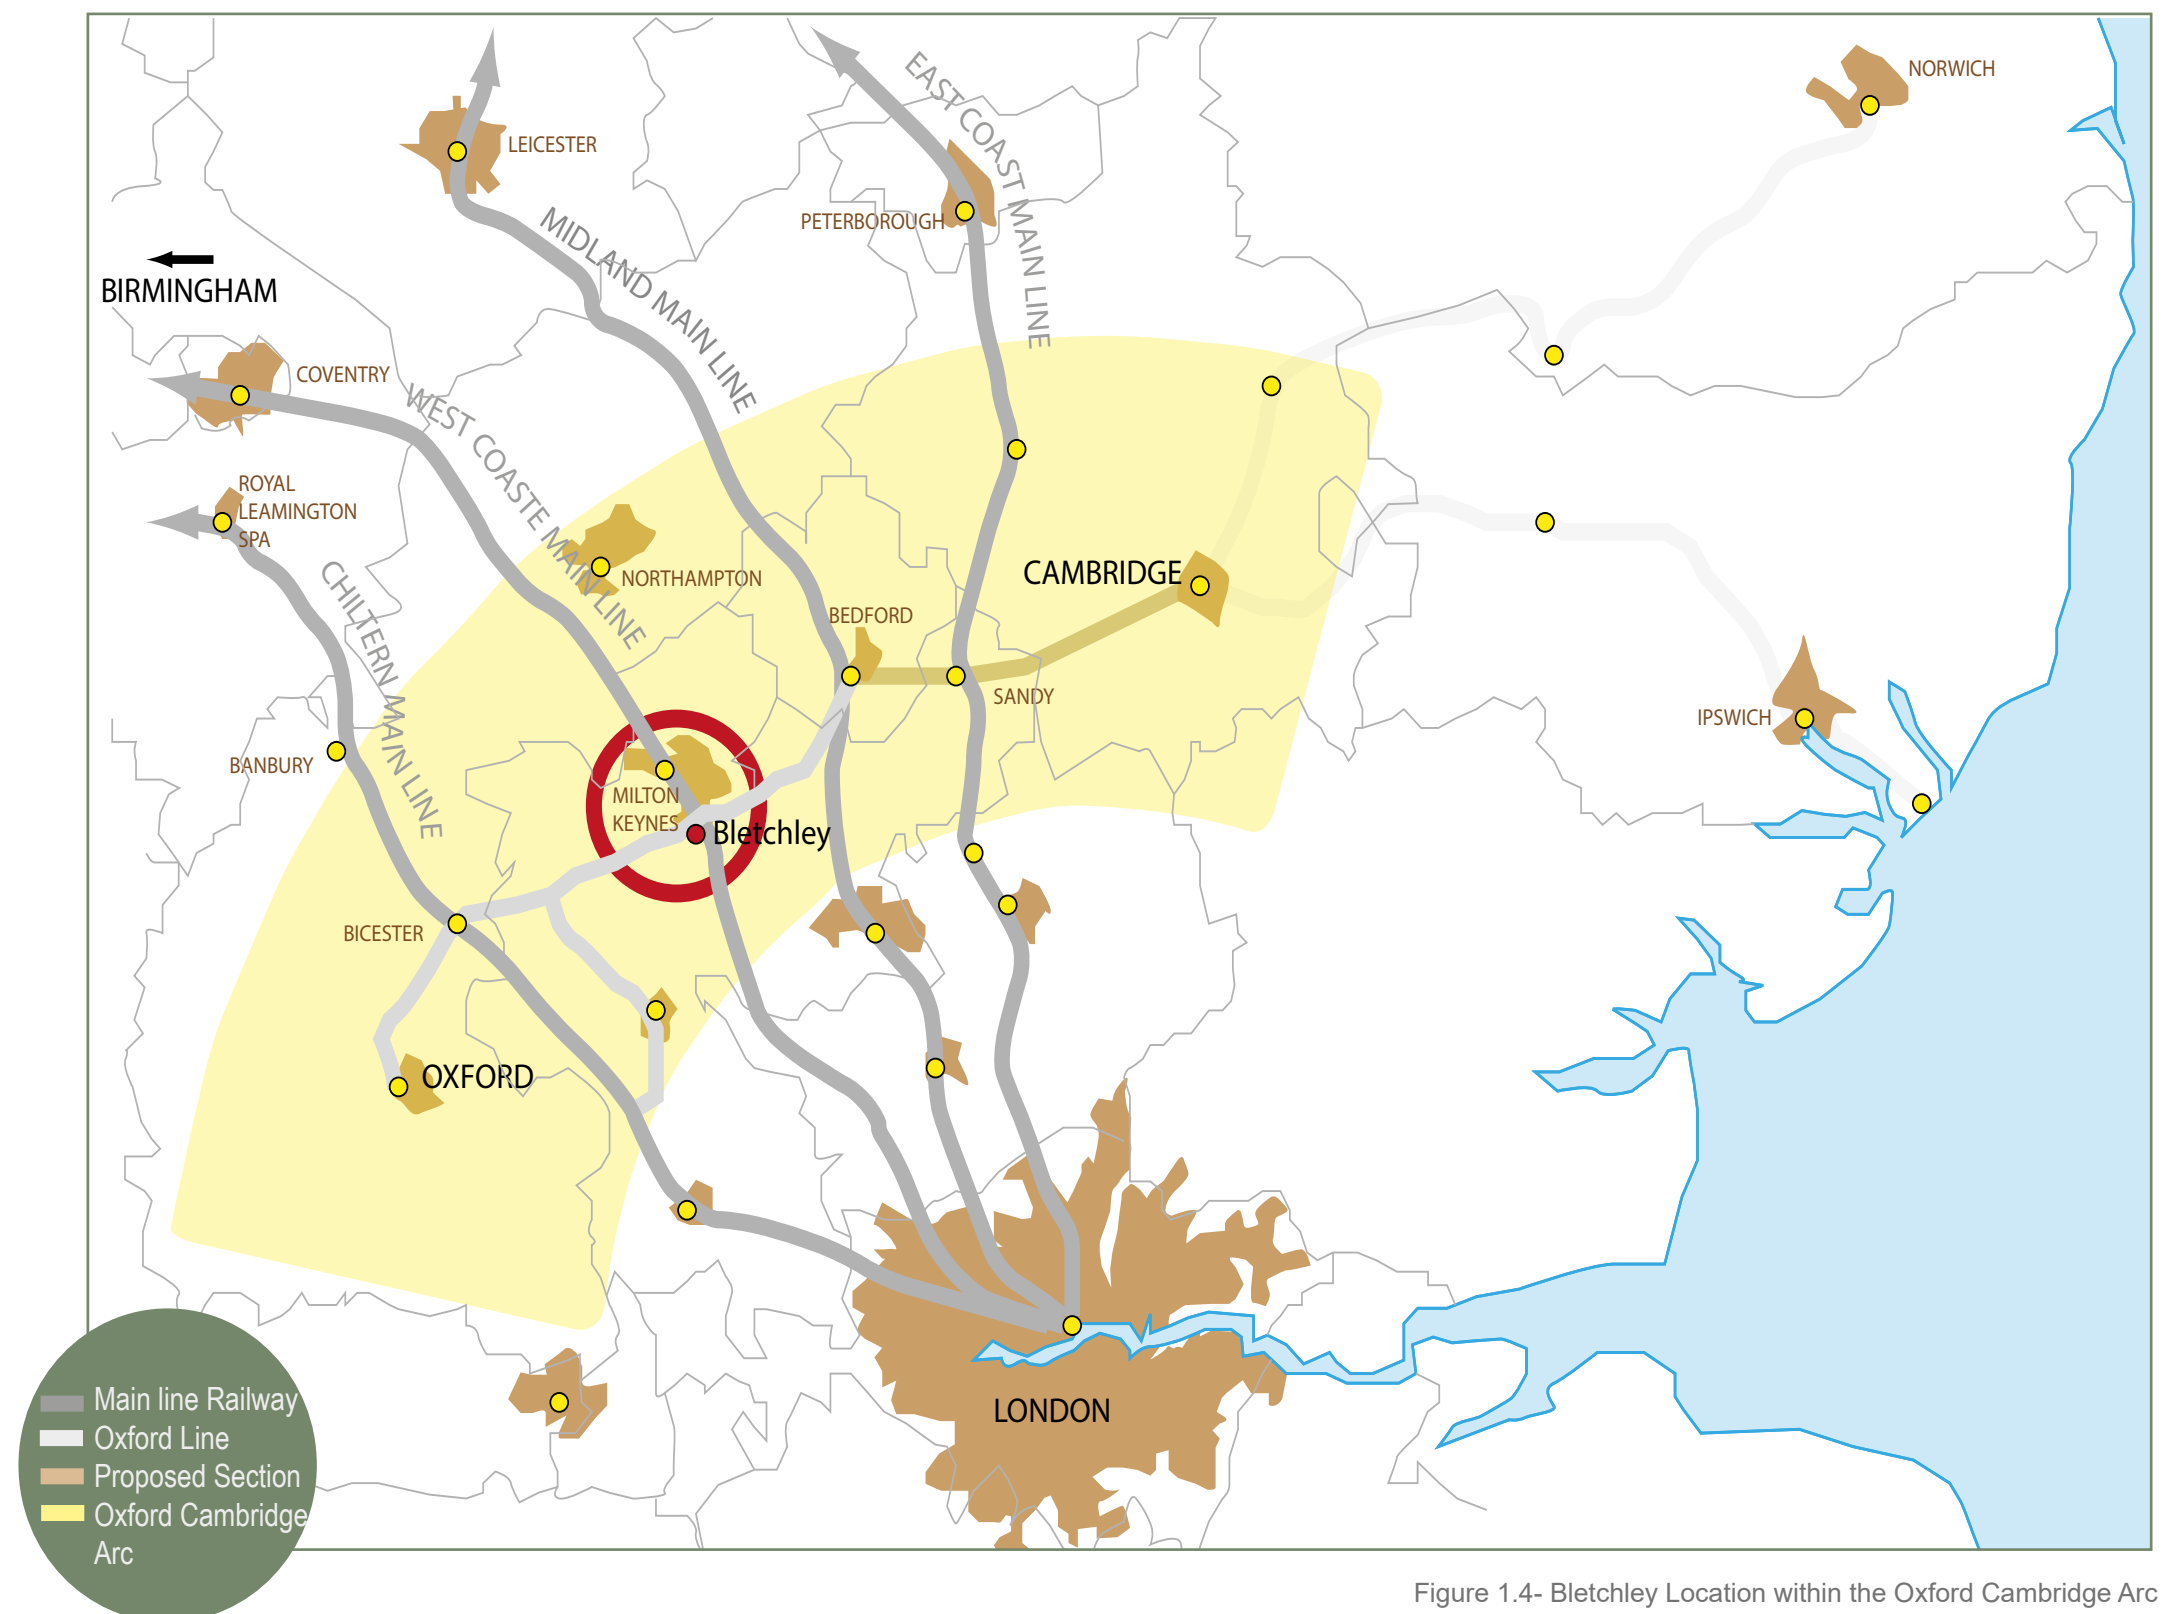 NORWICH
EAST COAST MAIN LINE
LEICESTER
PETERBOROUGH
MIDLAND MAIN LINE
BIRMINGHAM
COVENTRY
WEST COASTE MAIN LINE
ROYAL
LEAMINGTON
SPA
CHILTERN MAIN LINE
NORTHAMPTON
CAMBRIDGE
BEDFORD
SANDY
IPSWICH
BANBURY
MILTON
KEYNES
Bletchley
BICESTER
OXFORD
LONDON
Main line Railway
Oxford Line
Proposed Section
Oxford Cambridge
Arc
Figure 1.4- Bletchley Location within the Oxford Cambridge Arc